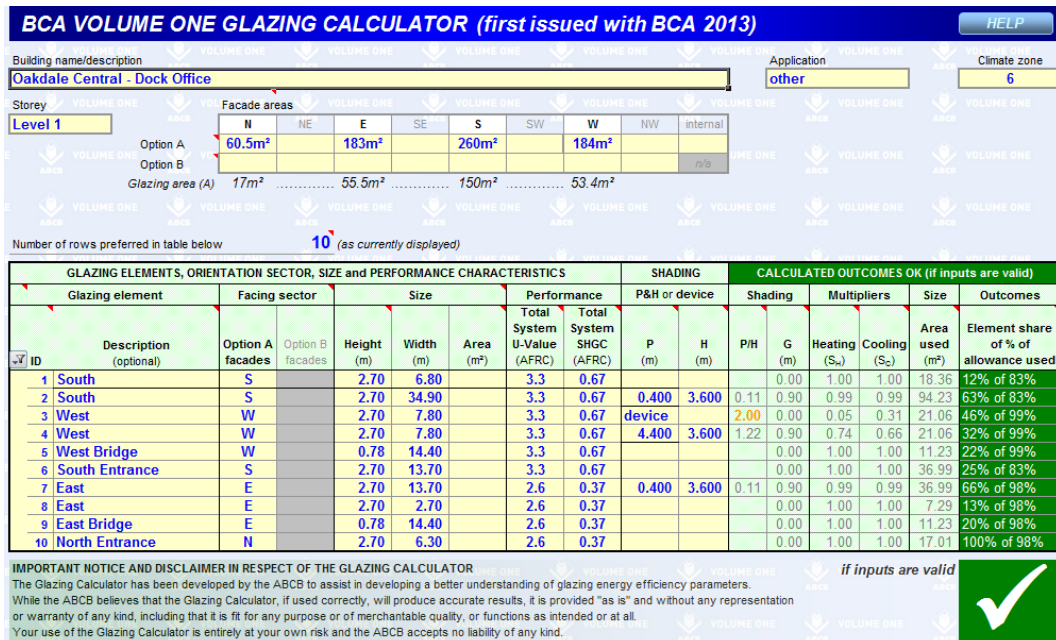 BCA VOLUME ONE GLAZING CALCULATOR (first issued with BCA 2013)
HELP
Building name/description Application Climate zone
Oakdale Central - Dock Office other 6
Storey Facade areas
Level 1 N NE E SE S SW W NW internal
Option A 60.5m² 183m² 260m² 184m²
Option B n/a
Glazing area (A) 17m² ............. 55.5m² ............. 150m² ............. 53.4m²
Number of rows preferred in table below 10 (as currently displayed)
GLAZING ELEMENTS, ORIENTATION SECTOR, SIZE and PERFORMANCE CHARACTERISTICS SHADING CALCULATED OUTCOMES OK (if inputs are valid)
Glazing element Facing sector Size Performance P&H or device Shading Multipliers Size Outcomes
ID Description (optional) Option A facades Option B facades Height (m) Width (m) Area (m²) Total System U-Value (AFRC) Total System SHGC (AFRC) P (m) H (m) P/H G (m) Heating (SH) Cooling (SC) Area used (m²) Element share of % of allowance used
1 South S 2.70 6.80 3.3 0.67 0.00 1.00 1.00 18.36 12% of 83%
2 South S 2.70 34.90 3.3 0.67 0.400 3.600 0.11 0.90 0.99 0.99 94.23 63% of 83%
3 West W 2.70 7.80 3.3 0.67 device 2.00 0.00 0.05 0.31 21.06 46% of 99%
4 West W 2.70 7.80 3.3 0.67 4.400 3.600 1.22 0.90 0.74 0.66 21.06 32% of 99%
5 West Bridge W 0.78 14.40 3.3 0.67 0.00 1.00 1.00 11.23 22% of 99%
6 South Entrance S 2.70 13.70 3.3 0.67 0.00 1.00 1.00 36.99 25% of 83%
7 East E 2.70 13.70 2.6 0.37 0.400 3.600 0.11 0.90 0.99 0.99 36.99 66% of 98%
8 East E 2.70 2.70 2.6 0.37 0.00 1.00 1.00 7.29 13% of 98%
9 East Bridge E 0.78 14.40 2.6 0.37 0.00 1.00 1.00 11.23 20% of 98%
10 North Entrance N 2.70 6.30 2.6 0.37 0.00 1.00 1.00 17.01 100% of 98%
IMPORTANT NOTICE AND DISCLAIMER IN RESPECT OF THE GLAZING CALCULATOR
if inputs are valid
The Glazing Calculator has been developed by the ABCB to assist in developing a better understanding of glazing energy efficiency parameters.
While the ABCB believes that the Glazing Calculator, if used correctly, will produce accurate results, it is provided "as is" and without any representation
or warranty of any kind, including that it is fit for any purpose or of merchantable quality, or functions as intended or at all.
Your use of the Glazing Calculator is entirely at your own risk and the ABCB accepts no liability of any kind.